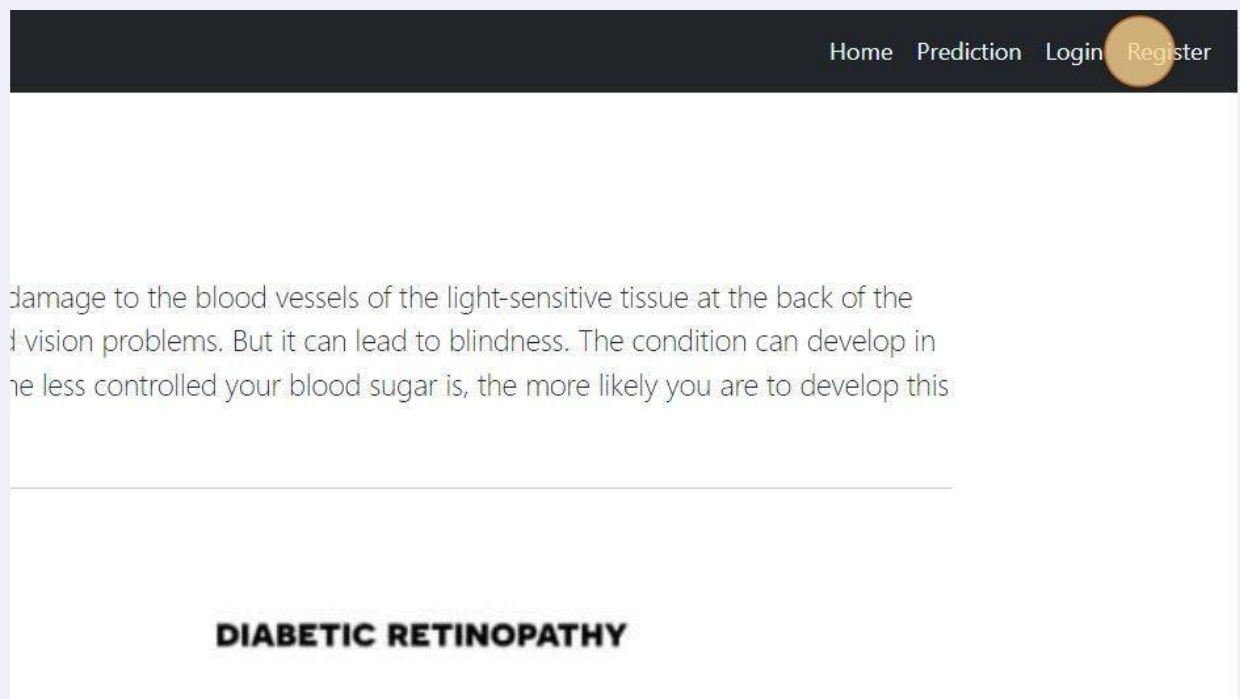 Home Prediction Login Register
damage to the blood vessels of the light-sensitive tissue at the back of the
vision problems. But it can lead to blindness. The condition can develop in
less controlled your blood sugar is, the more likely you are to develop this
DIABETIC RETINOPATHY